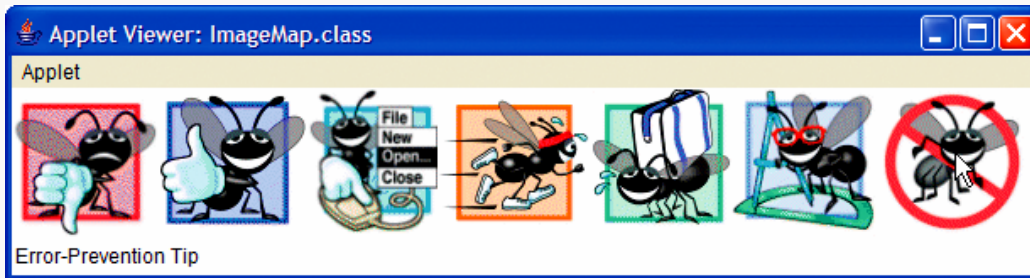 Applet Viewer: ImageMap.class
Applet
File
New
Open...
Close
Error-Prevention Tip